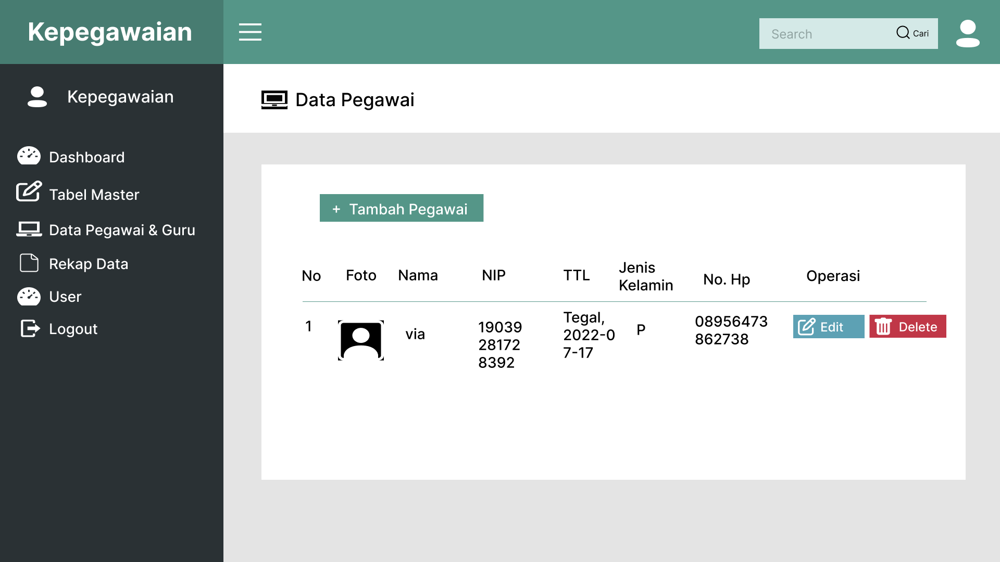 Kepegawaian
Search
Cari
Kepegawaian
Dashboard
Tabel Master
Data Pegawai & Guru
Rekap Data
User
Logout
Data Pegawai
+ Tambah Pegawai
No
Foto
Nama
NIP
TTL
Jenis
Kelamin
No. Hp
Operasi
1
via
19039
28172
8392
Tegal,
2022-0
7-17
P
08956473
862738
Edit
Delete